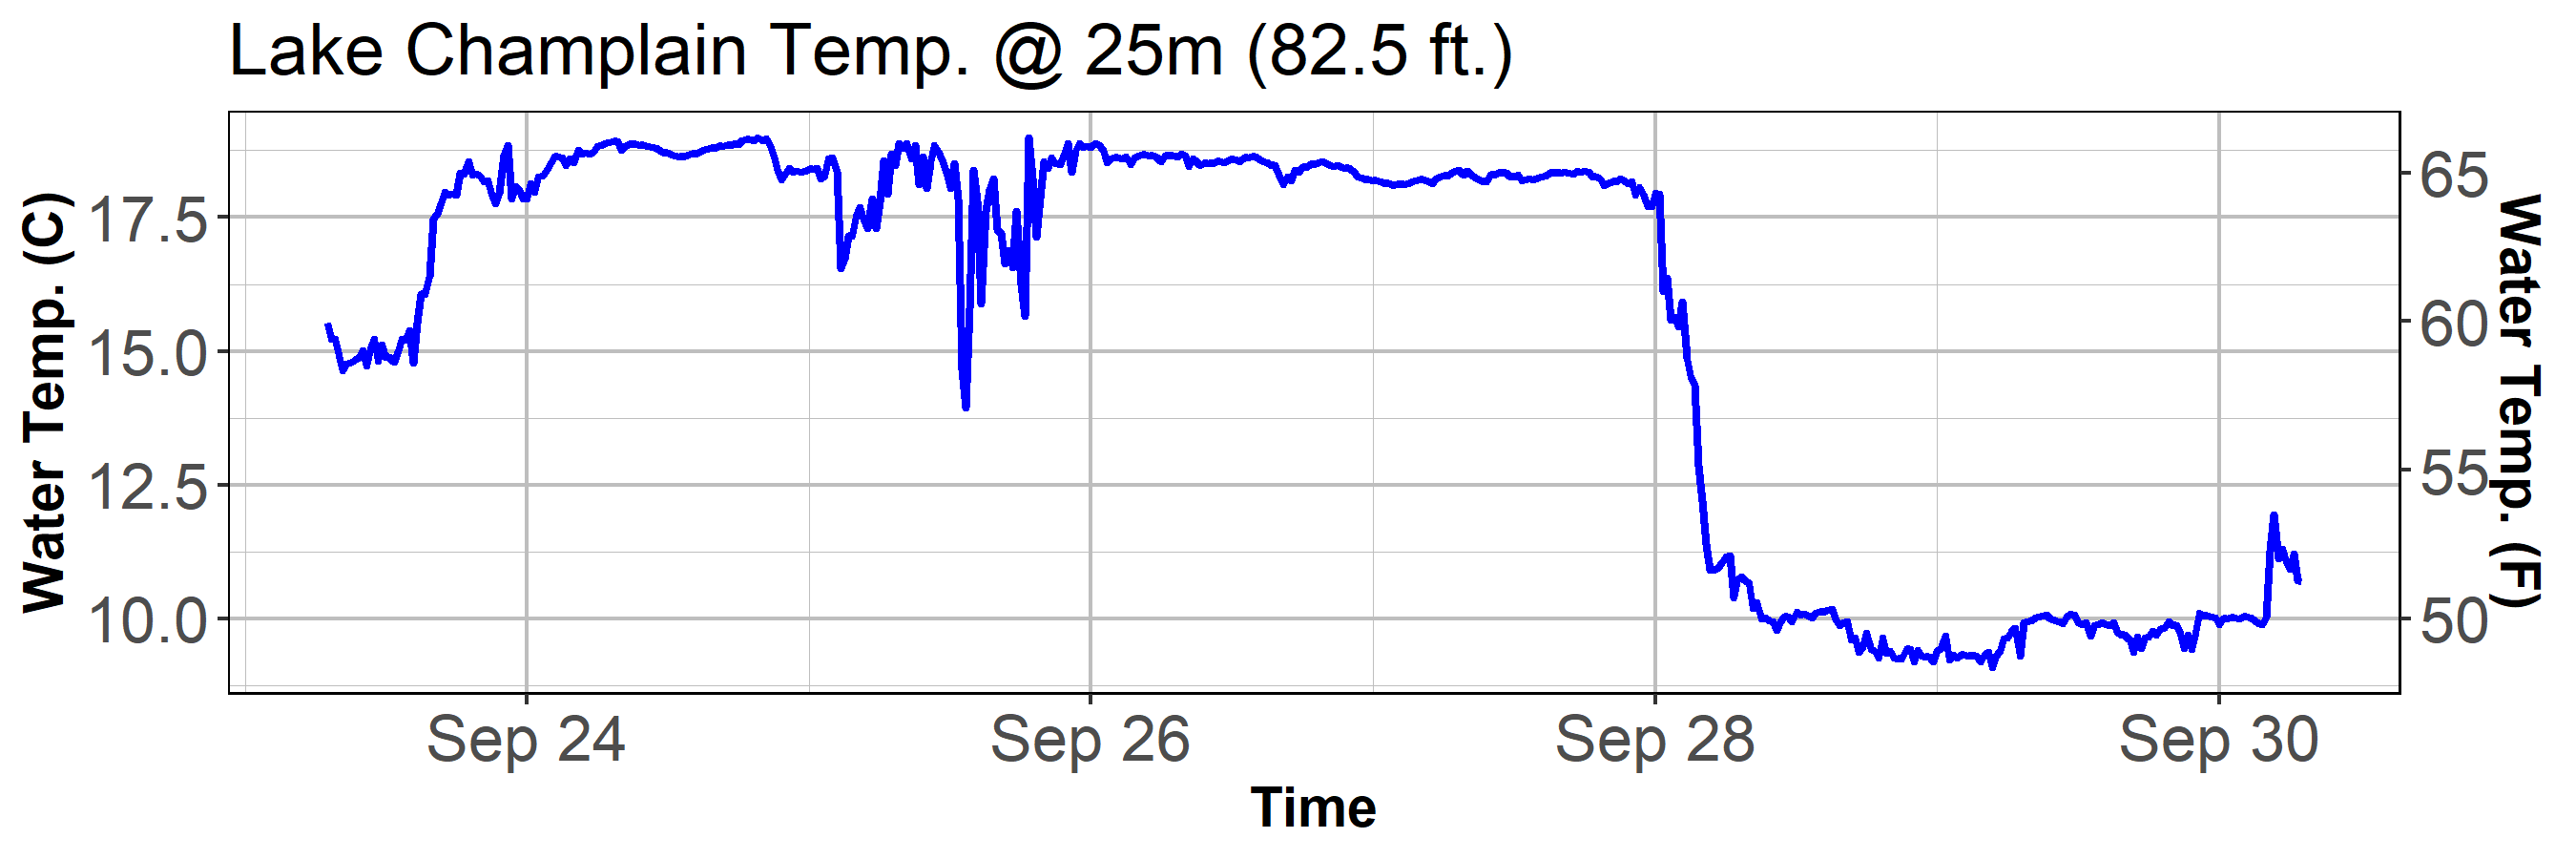 Lake Champlain Temp. @ 25m (82.5 ft.)
Water Temp. (C)
17.5
15.0
12.5
10.0
65
60
55
50
Water Temp. (F)
Sep 24
Sep 26
Sep 28
Sep 30
Time